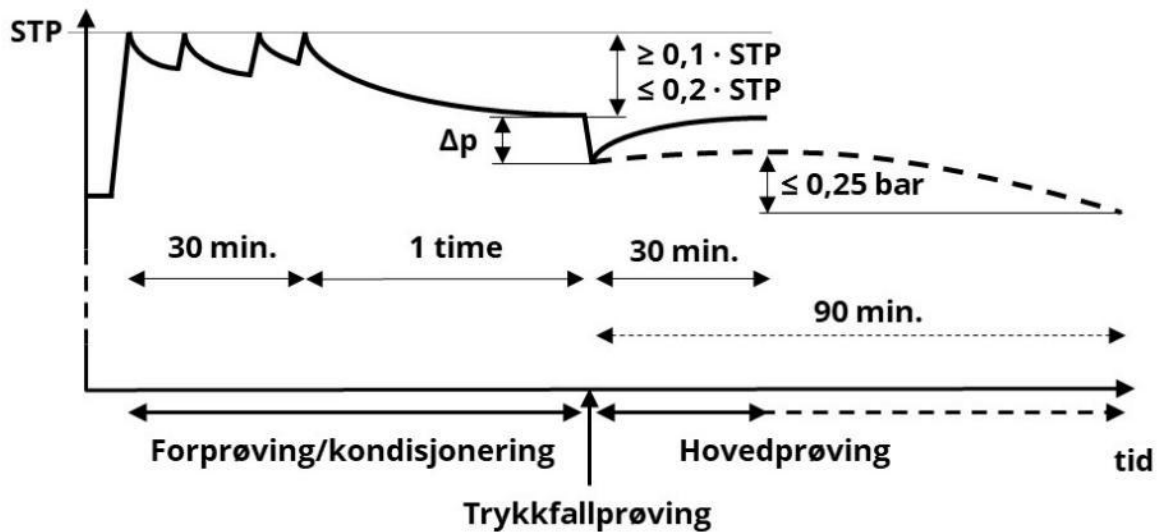 STP
≥ 0,1 · STP
≤ 0,2 · STP
Δp
≤ 0,25 bar
30 min.
1 time
30 min.
90 min.
Forprøving/kondisjonering
Hovedprøving
tid
Trykkfallprøving